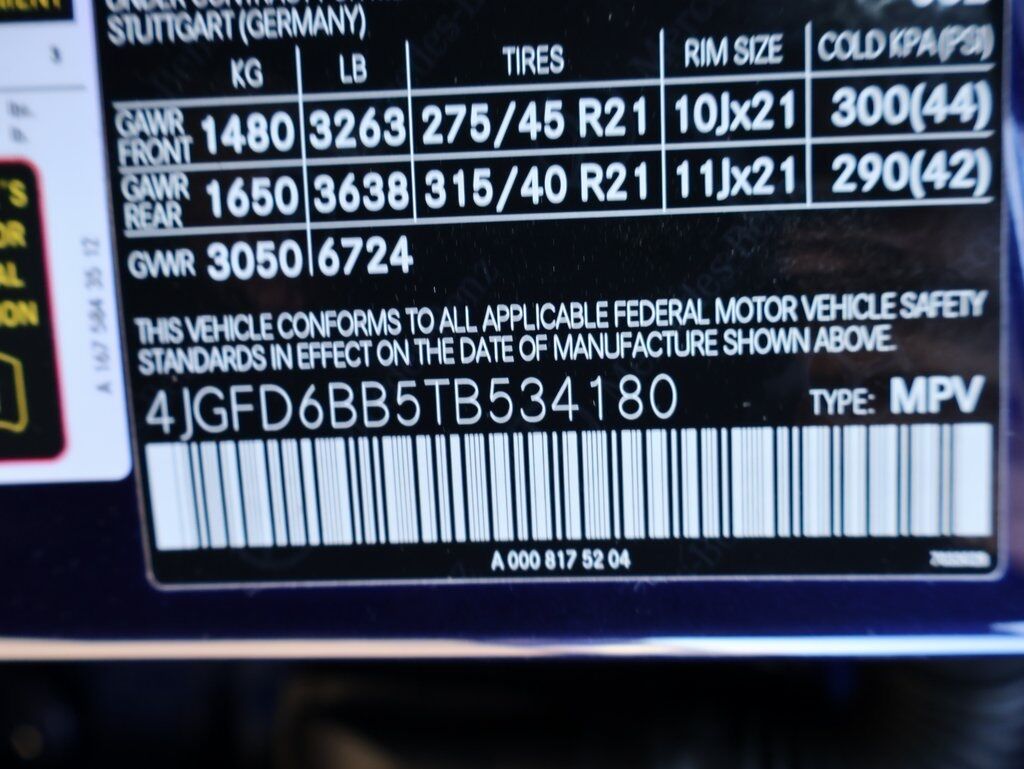 STUTTGART (GERMANY)
KG LB TIRES RIM SIZE COLD KPA(PSI)
GAWR FRONT 1480 3263 275/45 R21 10Jx21 300(44)
GAWR REAR 1650 3638 315/40 R21 11Jx21 290(42)
GVWR 3050 6724
THIS VEHICLE CONFORMS TO ALL APPLICABLE FEDERAL MOTOR VEHICLE SAFETY
STANDARDS IN EFFECT ON THE DATE OF MANUFACTURE SHOWN ABOVE.
4JGFD6BB5TB534180 TYPE: MPV
A 000 817 52 04
A 167 584 35 12
3